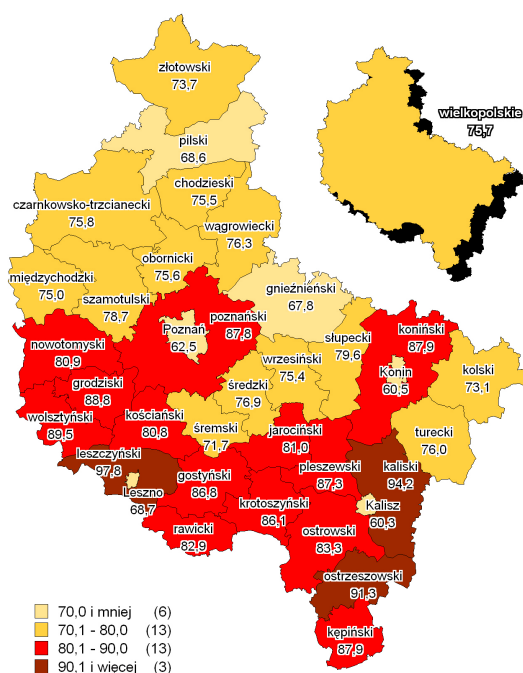 złotowski
73,7
wielkopolskie
75,7
pilski
68,6
chodzieski
75,5
czarnkowsko-trzcianecki
75,8
wągrowiecki
76,3
obornicki
75,6
międzychodzki
75,0
gnieźnieński
67,8
szamotulski
78,7
poznański
87,8
Poznań
62,5
słupecki
79,6
koniński
87,9
nowotomyski
80,9
wrzesiński
75,4
Konin
60,5
kolski
73,1
grodziski
88,8
średzki
76,9
wolsztyński
89,5
kościański
80,8
śremski
71,7
jarociński
81,0
turecki
76,0
leszczyński
97,8
pleszewski
87,3
kaliski
94,2
gostyński
86,8
Leszno
68,7
krotoszyński
86,1
Kalisz
60,3
rawicki
82,9
ostrowski
83,3
ostrzeszowski
91,3
kępiński
87,9
70,0 i mniej (6)
70,1 - 80,0 (13)
80,1 - 90,0 (13)
90,1 i więcej (3)